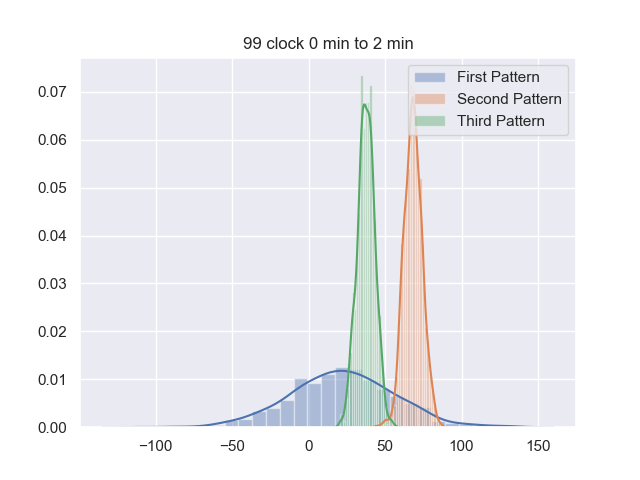 99 clock 0 min to 2 min
First Pattern
Second Pattern
Third Pattern
0.07
0.06
0.05
0.04
0.03
0.02
0.01
0.00
−100 −50 0 50 100 150